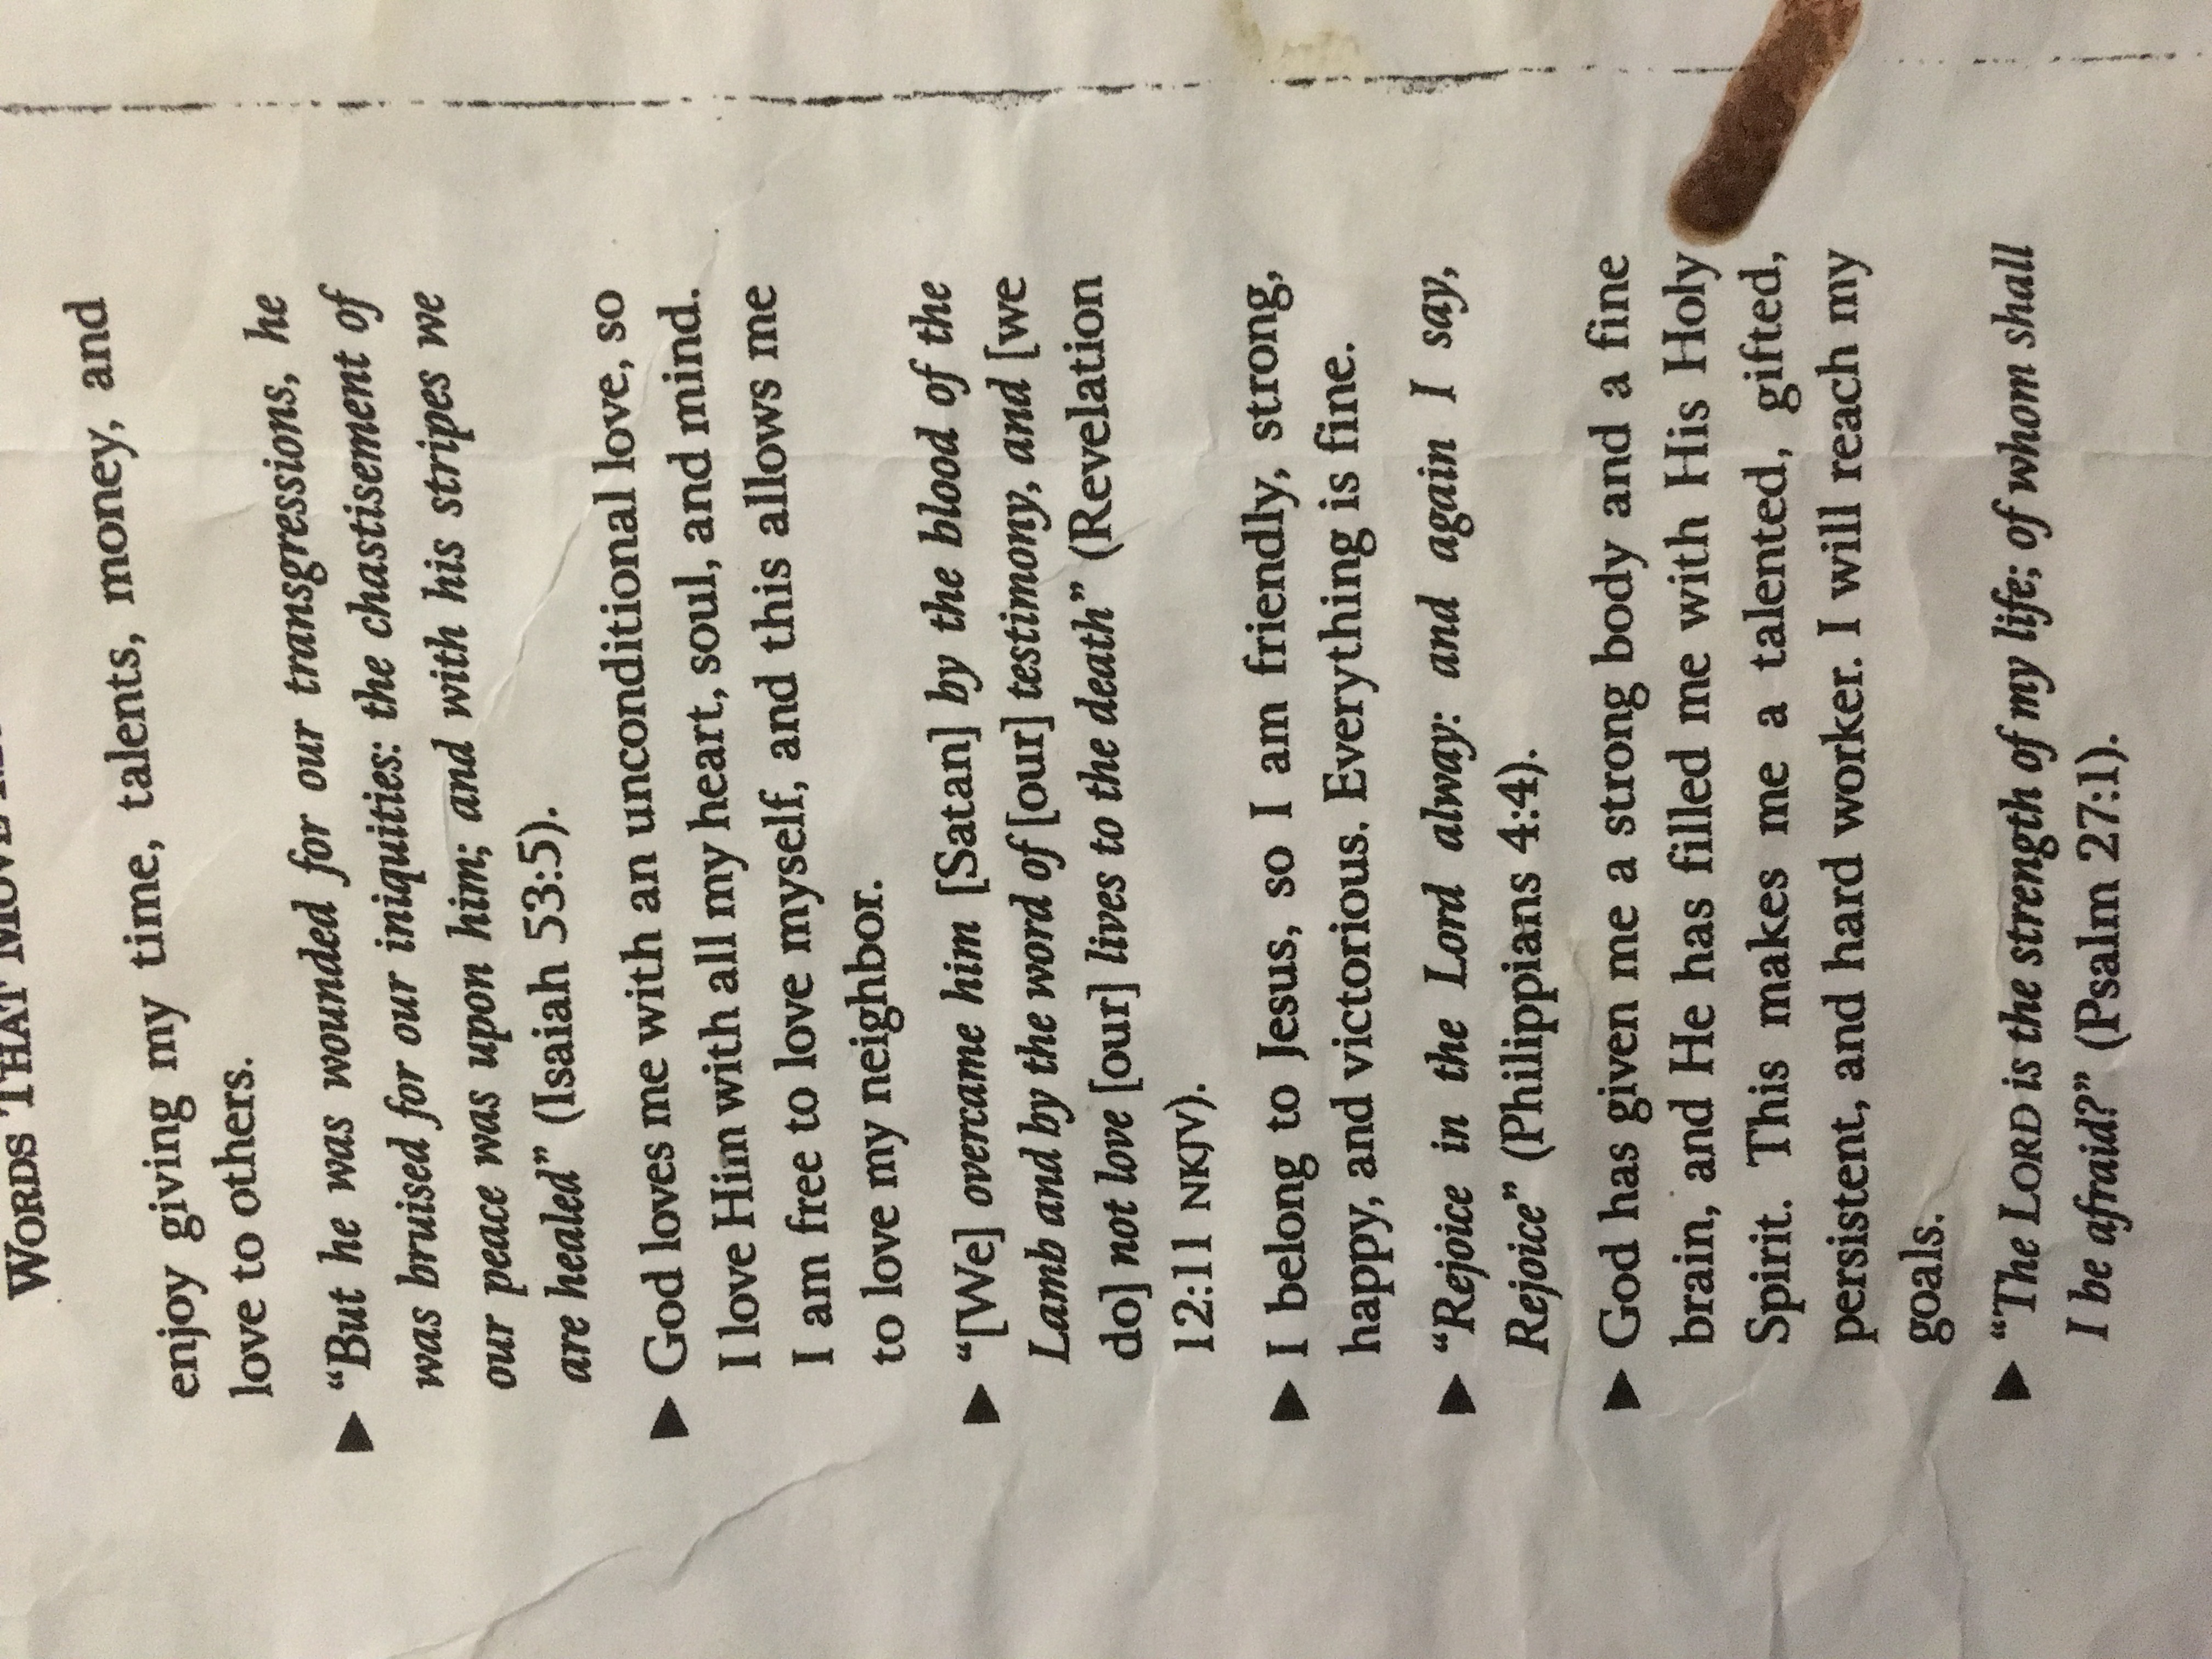 WORDS THAT MOVE
enjoy giving my time, talents, money, and
love to others.
▶ “But he was wounded for our transgressions, he
was bruised for our iniquities: the chastisement of
our peace was upon him; and with his stripes we
are healed” (Isaiah 53:5).
▶ God loves me with an unconditional love, so
I love Him with all my heart, soul, and mind.
I am free to love myself, and this allows me
to love my neighbor.
▶ “[We] overcame him [Satan] by the blood of the
Lamb and by the word of [our] testimony, and [we
do] not love [our] lives to the death” (Revelation
12:11 NKJV).
▶ I belong to Jesus, so I am friendly, strong,
happy, and victorious. Everything is fine.
▶ “Rejoice in the Lord alway: and again I say,
Rejoice” (Philippians 4:4).
▶ God has given me a strong body and a fine
brain, and He has filled me with His Holy
Spirit. This makes me a talented, gifted,
persistent, and hard worker. I will reach my
goals.
▶ “The LORD is the strength of my life; of whom shall
I be afraid?” (Psalm 27:1).